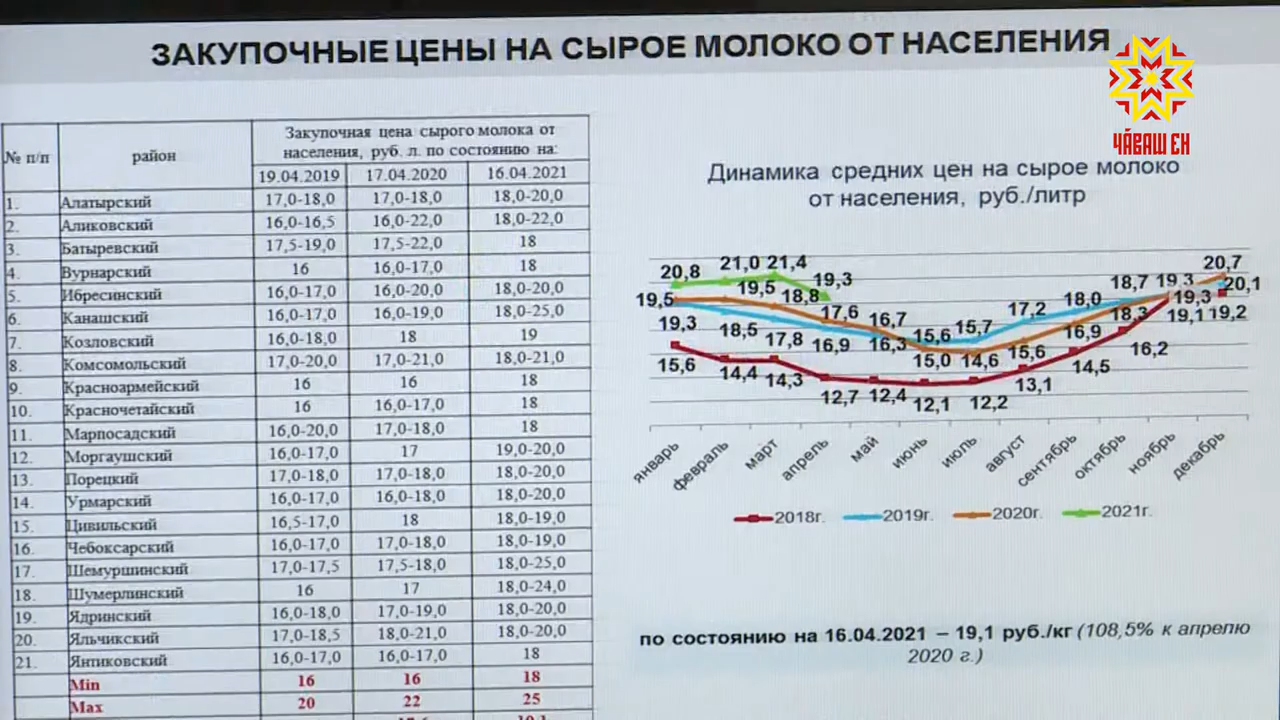 ЗАКУПОЧНЫЕ ЦЕНЫ НА СЫРОЕ МОЛОКО ОТ НАСЕЛЕНИЯ
ЧӐВАШ ЕН
№ п/п район Закупочная цена сырого молока от
населения, руб. л. по состоянию на:
19.04.2019 17.04.2020 16.04.2021
1. Алатырский 17,0-18,0 17,0-18,0 18,0-20,0
2. Аликовский 16,0-16,5 16,0-22,0 18,0-22,0
3. Батыревский 17,5-19,0 17,5-22,0 18
4. Вурнарский 16 16,0-17,0 18
5. Ибресинский 16,0-17,0 16,0-20,0 18,0-20,0
6. Канашский 16,0-17,0 16,0-19,0 18,0-25,0
7. Козловский 16,0-18,0 18 19
8. Комсомольский 17,0-20,0 17,0-21,0 18,0-21,0
9. Красноармейский 16 16 18
10. Красночетайский 16 16,0-17,0 18
11. Марпосадский 16,0-20,0 17,0-18,0 18
12. Моргаушский 16,0-17,0 17 19,0-20,0
13. Порецкий 17,0-18,0 17,0-18,0 18,0-20,0
14. Урмарский 16,0-17,0 16,0-18,0 18,0-20,0
15. Цивильский 16,5-17,0 18 18,0-19,0
16. Чебоксарский 16,0-17,0 17,0-18,0 18,0-19,0
17. Шемуршинский 17,0-17,5 17,5-18,0 18,0-25,0
18. Шумерлинский 16 17 18,0-24,0
19. Ядринский 16,0-18,0 17,0-19,0 18,0-20,0
20. Яльчикский 17,0-18,5 18,0-21,0 18,0-20,0
21. Янтиковский 16,0-17,0 16,0-17,0 18
Min 16 16 18
Max 20 22 25
Динамика средних цен на сырое молоко
от населения, руб./литр
20,8 21,0 21,4 19,3
19,5 19,5 18,8 17,6 16,7 15,0 14,6 15,6 16,9 18,3 19,3 20,7
19,3 18,5 17,8 16,9 16,3 15,6 15,7 17,2 18,0 18,7 19,3 20,1
15,6 14,4 14,3 12,7 12,4 12,1 12,2 13,1 14,5 16,2 19,1 19,2
январь февраль март апрель май июнь июль август сентябрь октябрь ноябрь декабрь
2018г. 2019г. 2020г. 2021г.
по состоянию на 16.04.2021 – 19,1 руб./кг (108,5% к апрелю
2020 г.)